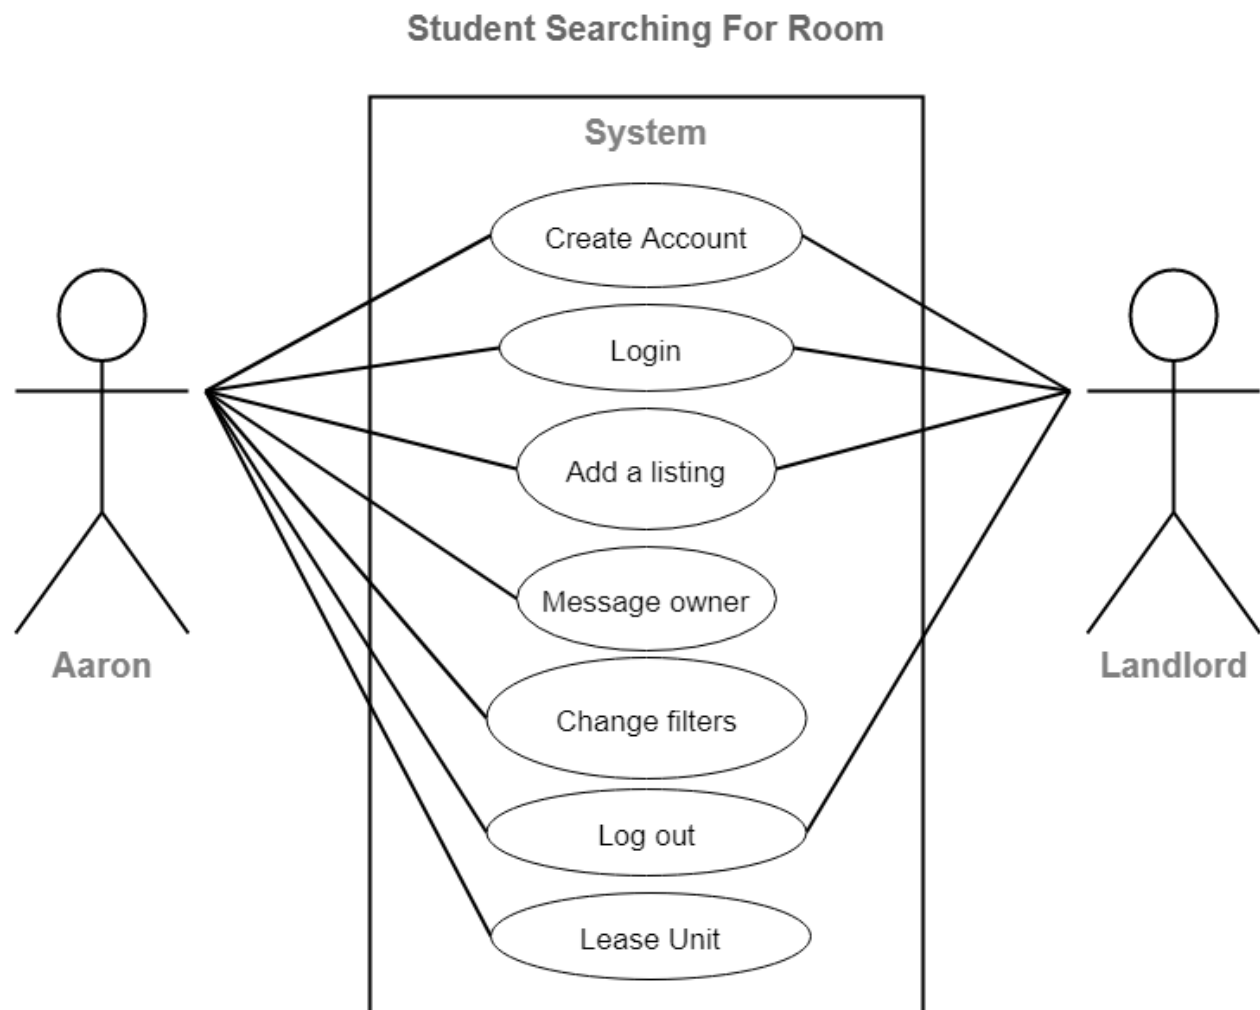 Student Searching For Room
System
Create Account
Login
Add a listing
Message owner
Aaron
Landlord
Change filters
Log out
Lease Unit